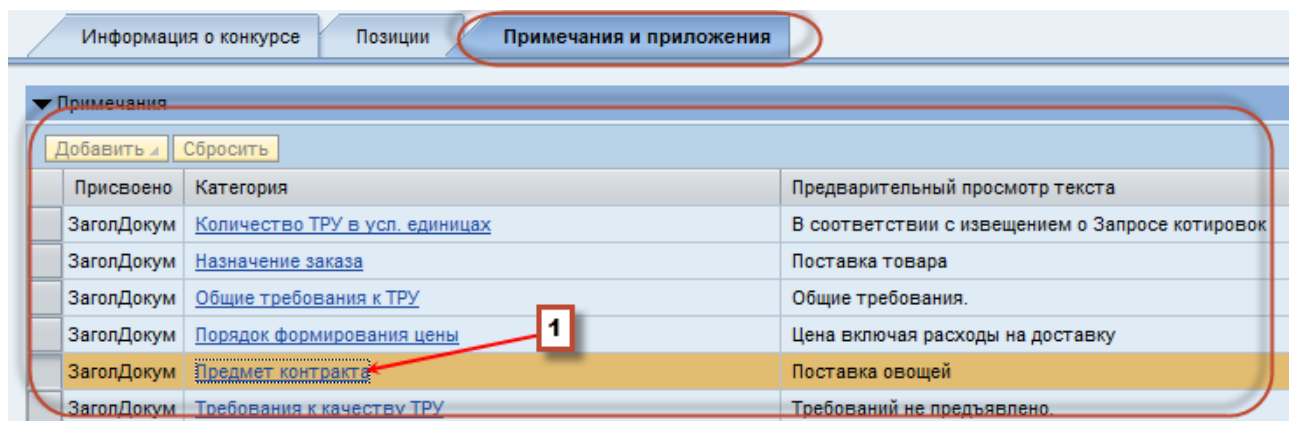 Информация о конкурсе Позиции Примечания и приложения
Примечания
Добавить Сбросить
Присвоено Категория Предварительный просмотр текста
ЗаголДокум Количество ТРУ в усл. единицах В соответствии с извещением о Запросе котировок
ЗаголДокум Назначение заказа Поставка товара
ЗаголДокум Общие требования к ТРУ Общие требования.
ЗаголДокум Порядок формирования цены 1 Цена включая расходы на доставку
ЗаголДокум Предмет контракта Поставка овощей
ЗаголДокум Требования к качеству ТРУ Требований не предъявлено.